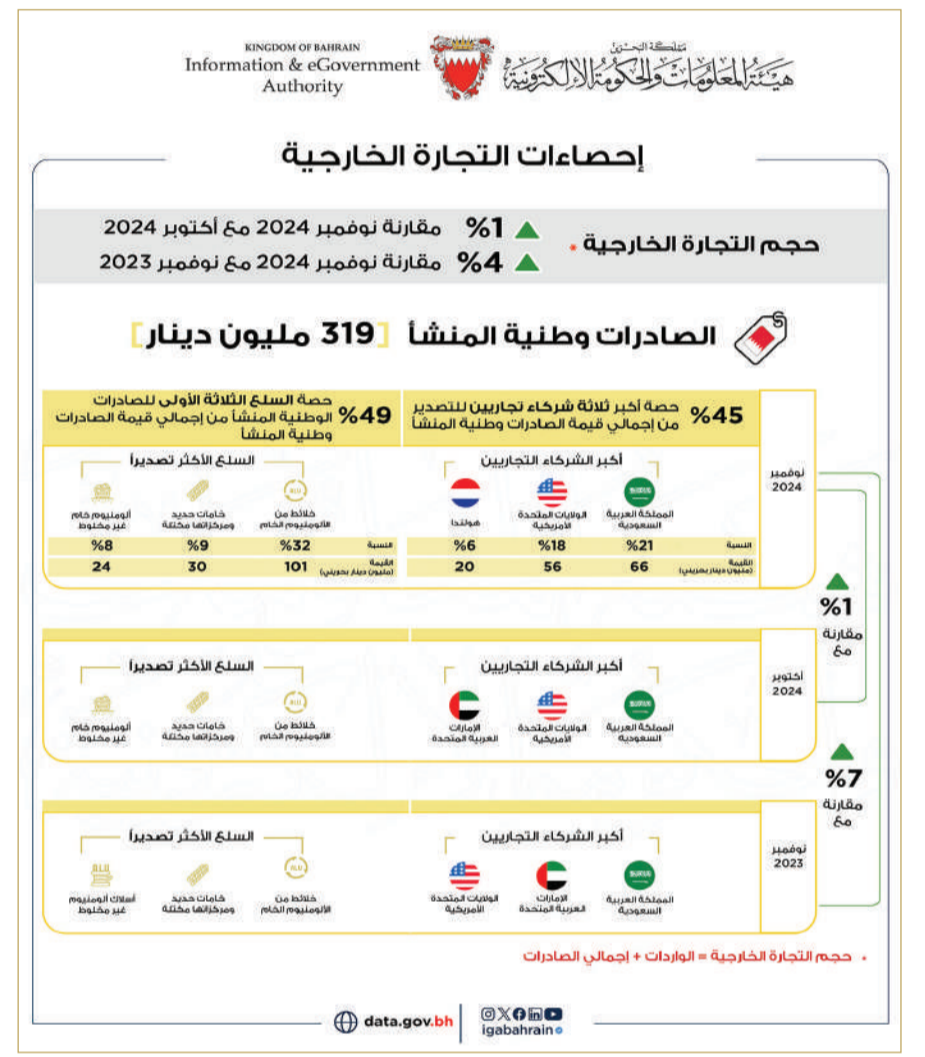 KINGDOM OF BAHRAIN
Information & eGovernment
Authority
مملكة البحرين
هيئة المعلومات والحكومة الإلكترونية
إحصاءات التجارة الخارجية
حجم التجارة الخارجية *
%1 مقارنة نوفمبر 2024 مع أكتوبر 2024
%4 مقارنة نوفمبر 2024 مع نوفمبر 2023
الصادرات وطنية المنشأ [319 مليون دينار]
نوفمبر
2024
%45 حصة أكبر ثلاثة شركاء تجاريين للتصدير
من إجمالي قيمة الصادرات وطنية المنشأ
أكبر الشركاء التجاريين
المملكة العربية
السعودية
الولايات المتحدة
الأمريكية
هولندا
النسبة %21 %18 %6
القيمة
(مليون دينار بحريني) 66 56 20
%49 حصة السلع الثلاثة الأولى للصادرات
الوطنية المنشأ من إجمالي قيمة الصادرات
وطنية المنشأ
السلع الأكثر تصديراً
خلائط من
الألومنيوم الخام
خامات حديد
ومركزاتها مكتلة
ألومنيوم خام
غير مخلوط
النسبة %32 %9 %8
القيمة
(مليون دينار بحريني) 101 30 24
%1
مقارنة
مع
أكتوبر
2024
أكبر الشركاء التجاريين
المملكة العربية
السعودية
الولايات المتحدة
الأمريكية
الإمارات
العربية المتحدة
السلع الأكثر تصديراً
خلائط من
الألومنيوم الخام
خامات حديد
ومركزاتها مكتلة
ألومنيوم خام
غير مخلوط
%7
مقارنة
مع
نوفمبر
2023
أكبر الشركاء التجاريين
المملكة العربية
السعودية
الإمارات
العربية المتحدة
الولايات المتحدة
الأمريكية
السلع الأكثر تصديراً
خلائط من
الألومنيوم الخام
خامات حديد
ومركزاتها مكتلة
أسلاك ألومنيوم
غير مخلوط
* حجم التجارة الخارجية = الواردات + إجمالي الصادرات
data.gov.bh
igabahrain